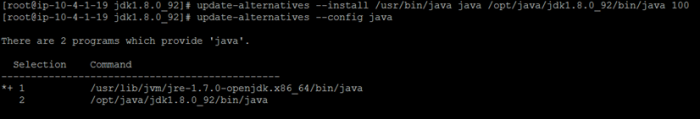 [root@ip-10-4-1-19 jdk1.8.0_92]# update-alternatives --install /usr/bin/java java /opt/java/jdk1.8.0_92/bin/java 100
[root@ip-10-4-1-19 jdk1.8.0_92]# update-alternatives --config java
There are 2 programs which provide 'java'.
Selection    Command
-----------------------------------------------
*+ 1           /usr/lib/jvm/jre-1.7.0-openjdk.x86_64/bin/java
2           /opt/java/jdk1.8.0_92/bin/java